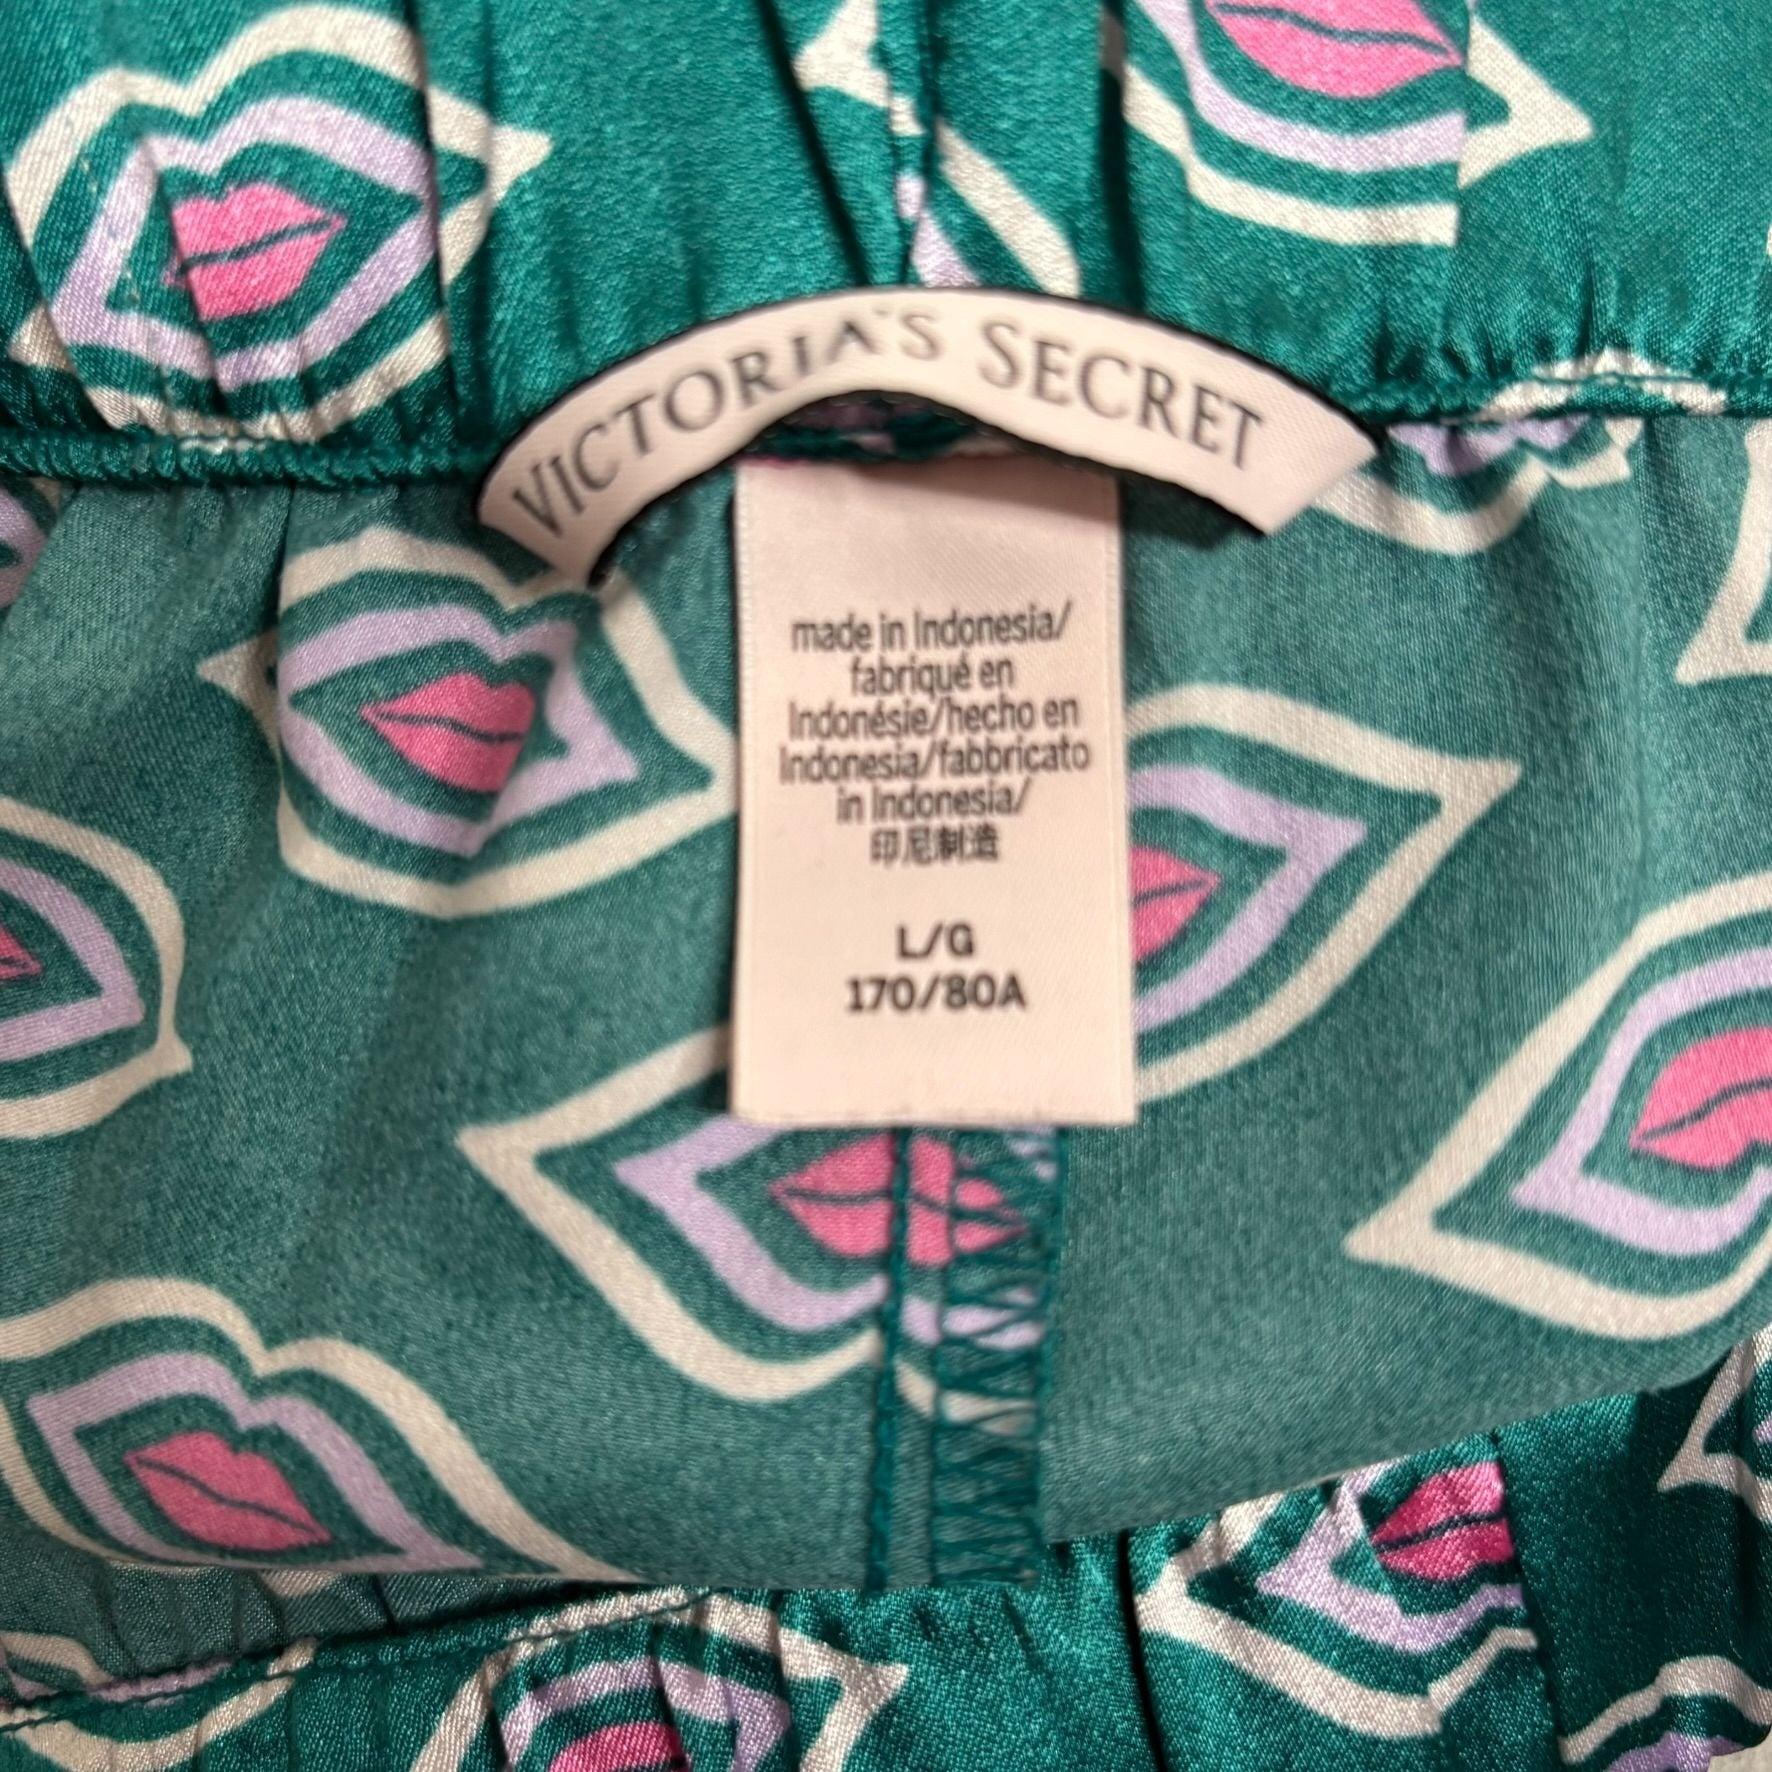 VICTORIA'S SECRET
made in Indonesia/
fabriqué en
Indonésie/hecho en
Indonesia/fabbricato
in Indonesia/
印尼制造
L/G
170/80A